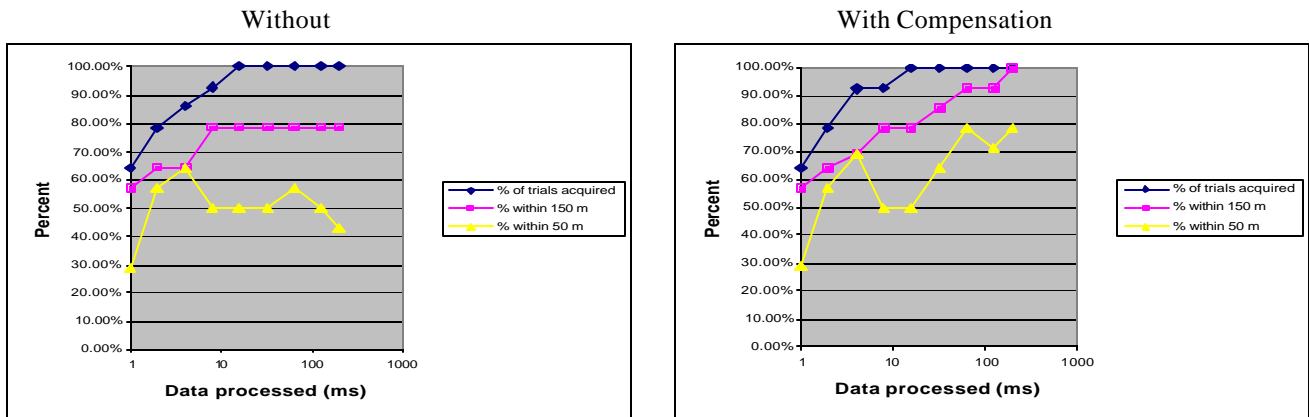 Without
100.00%
90.00%
80.00%
70.00%
60.00%
50.00%
40.00%
30.00%
20.00%
10.00%
0.00%
Percent
1 10 100 1000
Data processed (ms)
% of trials acquired
% within 150 m
% within 50 m
With Compensation
100.00%
90.00%
80.00%
70.00%
60.00%
50.00%
40.00%
30.00%
20.00%
10.00%
0.00%
Percent
1 10 100 1000
Data processed (ms)
% of trials acquired
% within 150 m
% within 50 m